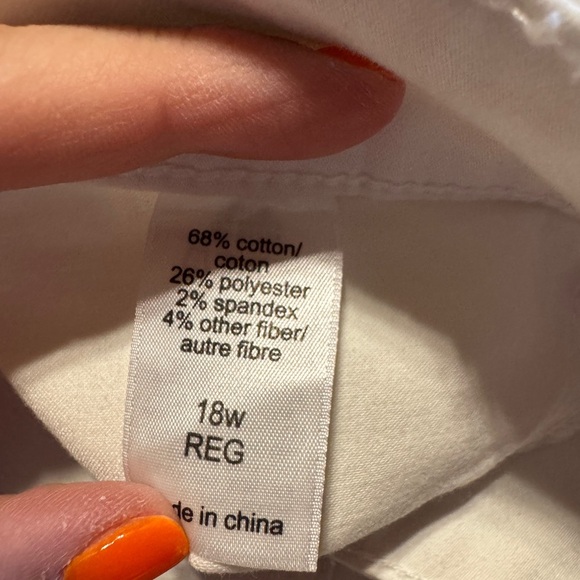 68% cotton/
coton
26% polyester
2% spandex
4% other fiber/
autre fibre
18w
REG
de in china